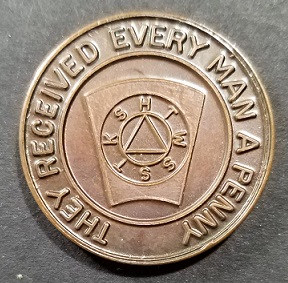 THEY RECEIVED EVERY MAN A PENNY
H T W S S T K S